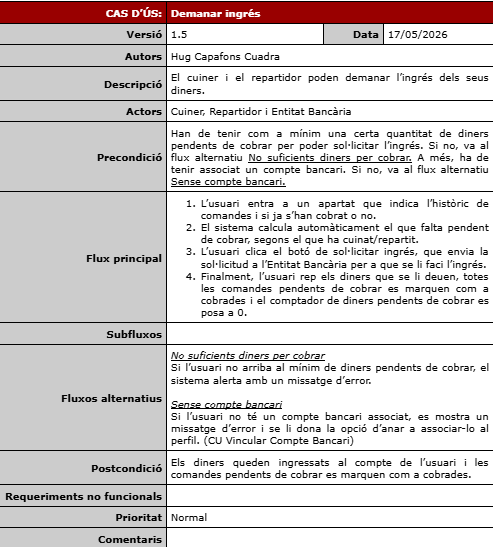 CAS D'ÚS: Demanar ingrés
Versió 1.5 Data 17/05/2026
Autors Hug Capafons Cuadra
Descripció El cuiner i el repartidor poden demanar l'ingrés dels seus
diners.
Actors Cuiner, Repartidor i Entitat Bancària
Precondició Han de tenir com a mínim una certa quantitat de diners
pendents de cobrar per poder sol·licitar l'ingrés. Si no, va al
flux alternatiu No suficients diners per cobrar. A més, ha de
tenir associat un compte bancari. Si no, va al flux alternatiu
Sense compte bancari.
Flux principal
1. L'usuari entra a un apartat que indica l'històric de
comandes i si ja s'han cobrat o no.
2. El sistema calcula automàticament el que falta pendent
de cobrar, segons el que ha cuinat/repartit.
3. L'usuari clica el botó de sol·licitar ingrés, que envia la
sol·licitud a l'Entitat Bancària per a que se li faci l'ingrés.
4. Finalment, l'usuari rep els diners que se li deuen, totes
les comandes pendents de cobrar es marquen com a
cobrades i el comptador de diners pendents de cobrar es
posa a 0.
Subfluxos
Fluxos alternatius
No suficients diners per cobrar
Si l'usuari no arriba al mínim de diners pendents de cobrar, el
sistema alerta amb un missatge d'error.
Sense compte bancari
Si l'usuari no té un compte bancari associat, es mostra un
missatge d'error i se li dona la opció d'anar a associar-lo al
perfil. (CU Vincular Compte Bancari)
Postcondició Els diners queden ingressats al compte de l'usuari i les
comandes pendents de cobrar es marquen com a cobrades.
Requeriments no funcionals
Prioritat Normal
Comentaris